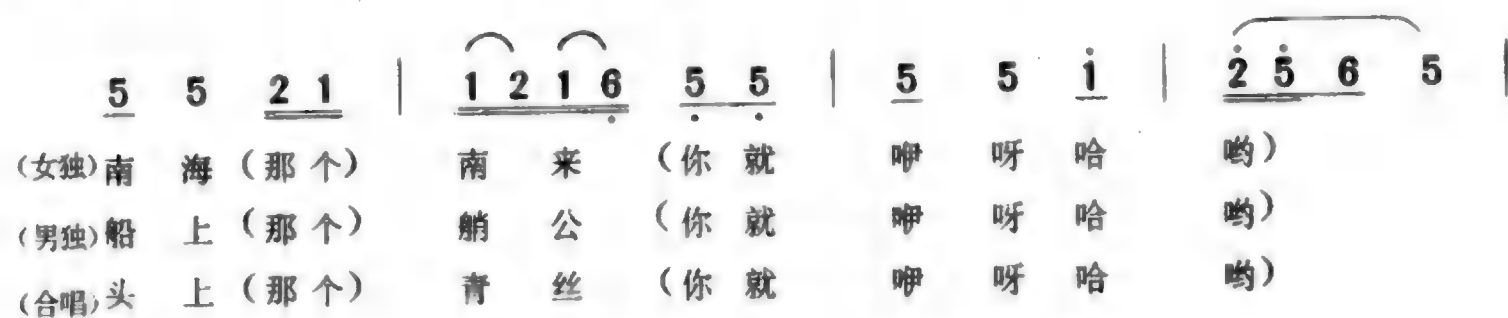 5 5 2 1 | 1 2 1 6̣ 5̣ 5̣ | 5 5 i̇ | 2̇ 5̇ 6 5 |
(女独)南 海(那个) 南 来 (你就 咿 呀 哈 哟)
(男独)船 上(那个) 艄 公 (你就 咿 呀 哈 哟)
(合唱)头 上(那个) 青 丝 (你就 咿 呀 哈 哟)